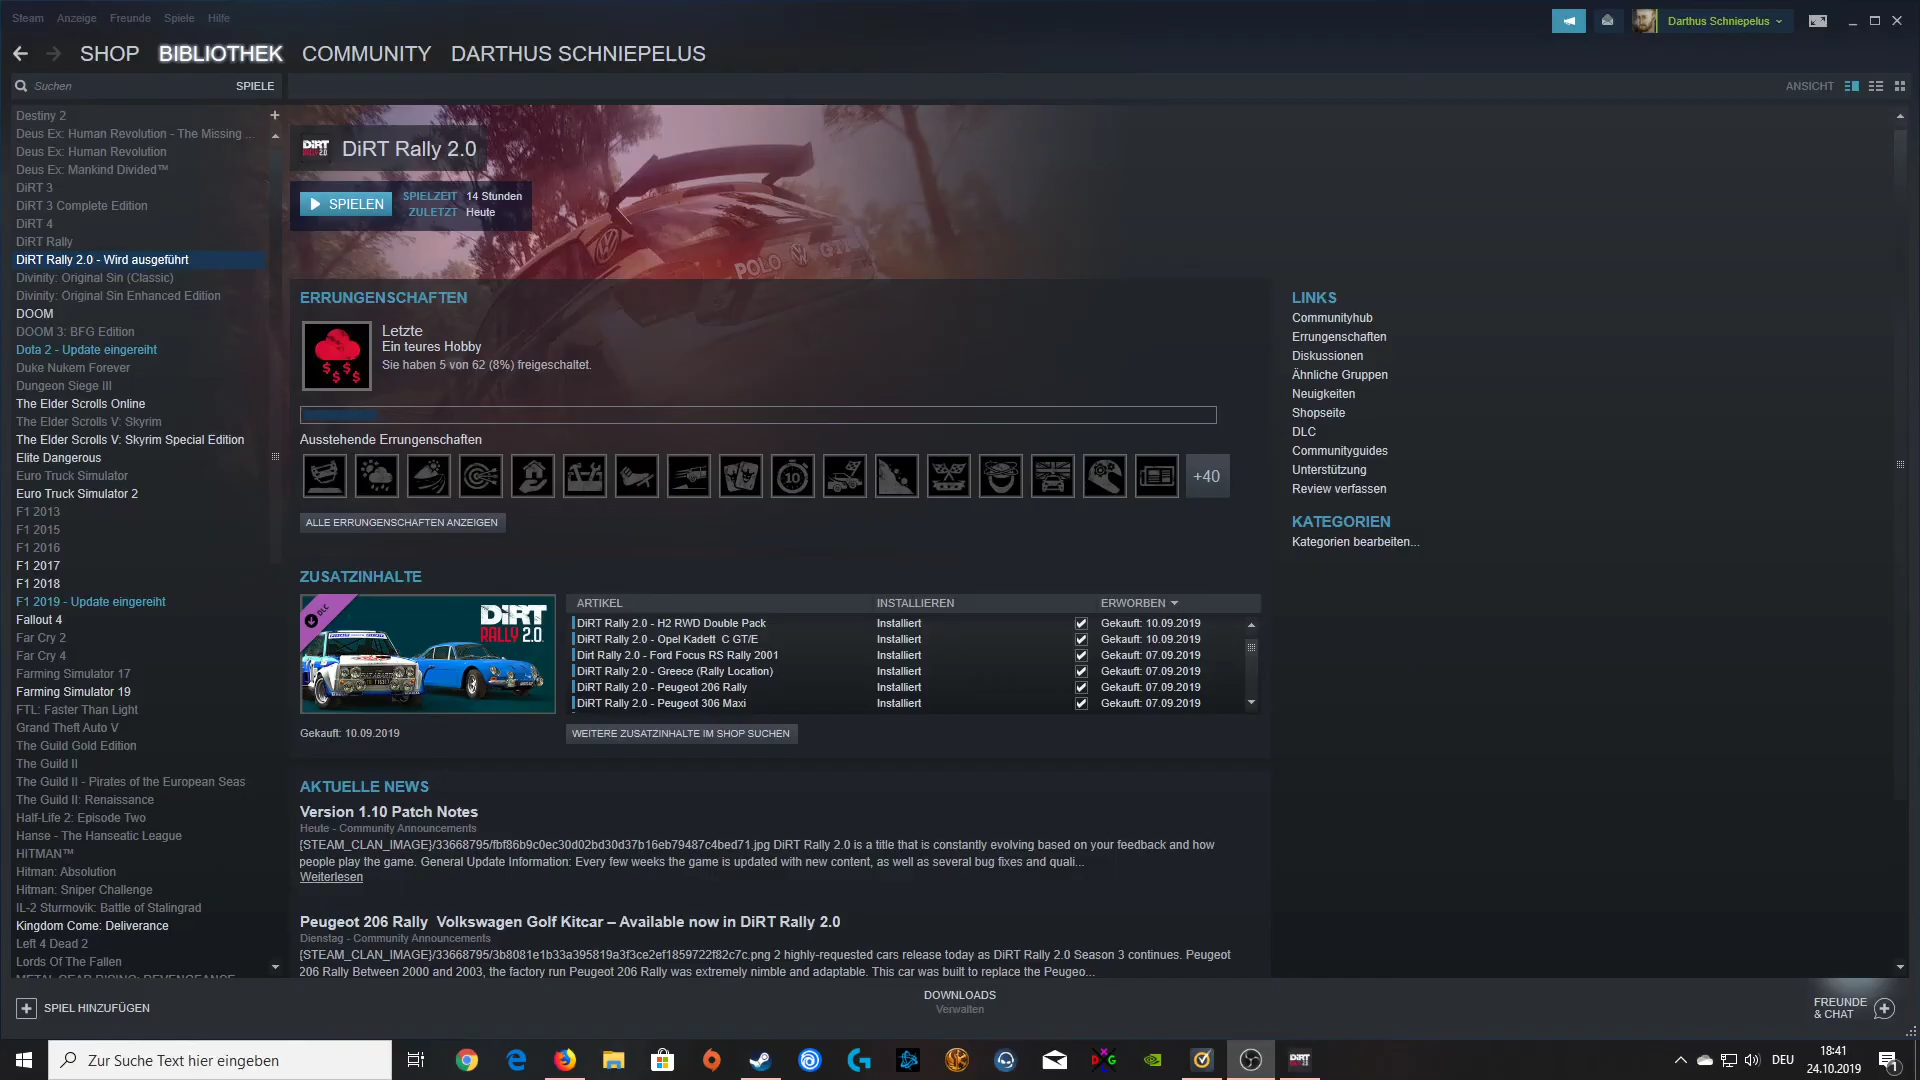 Steam Anzeige Freunde Spiele Hilfe
Darthus Schniepelus
SHOP BIBLIOTHEK COMMUNITY DARTHUS SCHNIEPELUS
Suchen SPIELE
ANSICHT
Destiny 2
Deus Ex: Human Revolution - The Missing ...
Deus Ex: Human Revolution
Deus Ex: Mankind Divided™
DiRT 3
DiRT 3 Complete Edition
DiRT 4
DiRT Rally
DiRT Rally 2.0 - Wird ausgeführt
Divinity: Original Sin (Classic)
Divinity: Original Sin Enhanced Edition
DOOM
DOOM 3: BFG Edition
Dota 2 - Update eingereiht
Duke Nukem Forever
Dungeon Siege III
The Elder Scrolls Online
The Elder Scrolls V: Skyrim
The Elder Scrolls V: Skyrim Special Edition
Elite Dangerous
Euro Truck Simulator
Euro Truck Simulator 2
F1 2013
F1 2015
F1 2016
F1 2017
F1 2018
F1 2019 - Update eingereiht
Fallout 4
Far Cry 2
Far Cry 4
Farming Simulator 17
Farming Simulator 19
FTL: Faster Than Light
Grand Theft Auto V
The Guild Gold Edition
The Guild II
The Guild II - Pirates of the European Seas
The Guild II: Renaissance
Half-Life 2: Episode Two
Hanse - The Hanseatic League
HITMAN™
Hitman: Absolution
Hitman: Sniper Challenge
IL-2 Sturmovik: Battle of Stalingrad
Kingdom Come: Deliverance
Left 4 Dead 2
Lords Of The Fallen
METAL GEAR RISING: REVENGEANCE
DiRT RALLY 2.0
DiRT Rally 2.0
SPIELEN
SPIELZEIT 14 Stunden
ZULETZT Heute
POLO GTI
ERRUNGENSCHAFTEN
Letzte
Ein teures Hobby
Sie haben 5 von 62 (8%) freigeschaltet.
Ausstehende Errungenschaften
10
+40
ALLE ERRUNGENSCHAFTEN ANZEIGEN
ZUSATZINHALTE
DLC
DiRT
RALLY 2.0
Gekauft: 10.09.2019
ARTIKEL INSTALLIEREN ERWORBEN
DiRT Rally 2.0 - H2 RWD Double Pack Installiert Gekauft: 10.09.2019
DiRT Rally 2.0 - Opel Kadett C GT/E Installiert Gekauft: 10.09.2019
Dirt Rally 2.0 - Ford Focus RS Rally 2001 Installiert Gekauft: 07.09.2019
DiRT Rally 2.0 - Greece (Rally Location) Installiert Gekauft: 07.09.2019
DiRT Rally 2.0 - Peugeot 206 Rally Installiert Gekauft: 07.09.2019
DiRT Rally 2.0 - Peugeot 306 Maxi Installiert Gekauft: 07.09.2019
WEITERE ZUSATZINHALTE IM SHOP SUCHEN
AKTUELLE NEWS
Version 1.10 Patch Notes
Heute - Community Announcements
{STEAM_CLAN_IMAGE}/33668795/fbf86b9c0ec30d02bd30d37b16eb79487c4bed71.jpg DiRT Rally 2.0 is a title that is constantly evolving based on your feedback and how
people play the game. General Update Information: Every few weeks the game is updated with new content, as well as several bug fixes and quali...
Weiterlesen
Peugeot 206 Rally Volkswagen Golf Kitcar – Available now in DiRT Rally 2.0
Dienstag - Community Announcements
{STEAM_CLAN_IMAGE}/33668795/3b8081e1b33a395819a3f3ce2ef1859722f82c7c.png 2 highly-requested cars release today as DiRT Rally 2.0 Season 3 continues. Peugeot
206 Rally Between 2000 and 2003, the factory run Peugeot 206 Rally was extremely nimble and adaptable. This car was built to replace the Peugeo...
LINKS
Communityhub
Errungenschaften
Diskussionen
Ähnliche Gruppen
Neuigkeiten
Shopseite
DLC
Communityguides
Unterstützung
Review verfassen
KATEGORIEN
Kategorien bearbeiten...
SPIEL HINZUFÜGEN
DOWNLOADS
Verwalten
FREUNDE
& CHAT
Zur Suche Text hier eingeben
DEU
18:41
24.10.2019
1